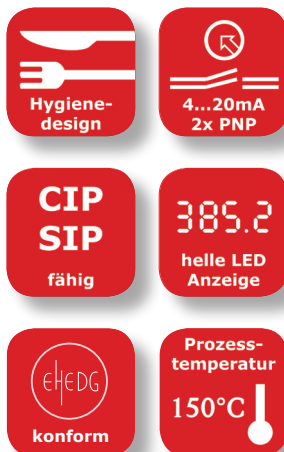 Hygiene-
design
4...20mA
2x PNP
CIP
SIP
fähig
385.2
helle LED
Anzeige
EHEDG
konform
Prozess-
temperatur
150°C